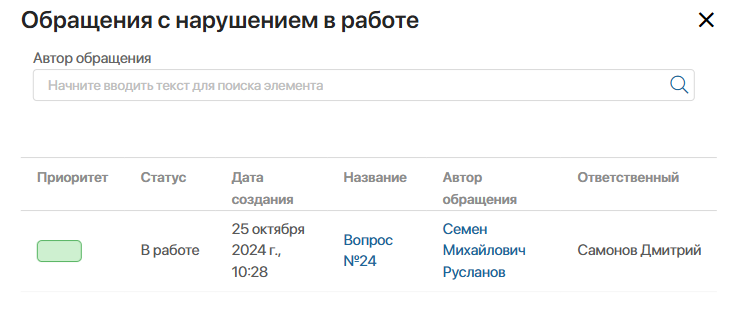 Обращения с нарушением в работе
Автор обращения
Начните вводить текст для поиска элемента
Приоритет Статус Дата создания Название Автор обращения Ответственный
В работе 25 октября 2024 г., 10:28 Вопрос №24 Семен Михайлович Русланов Самонов Дмитрий